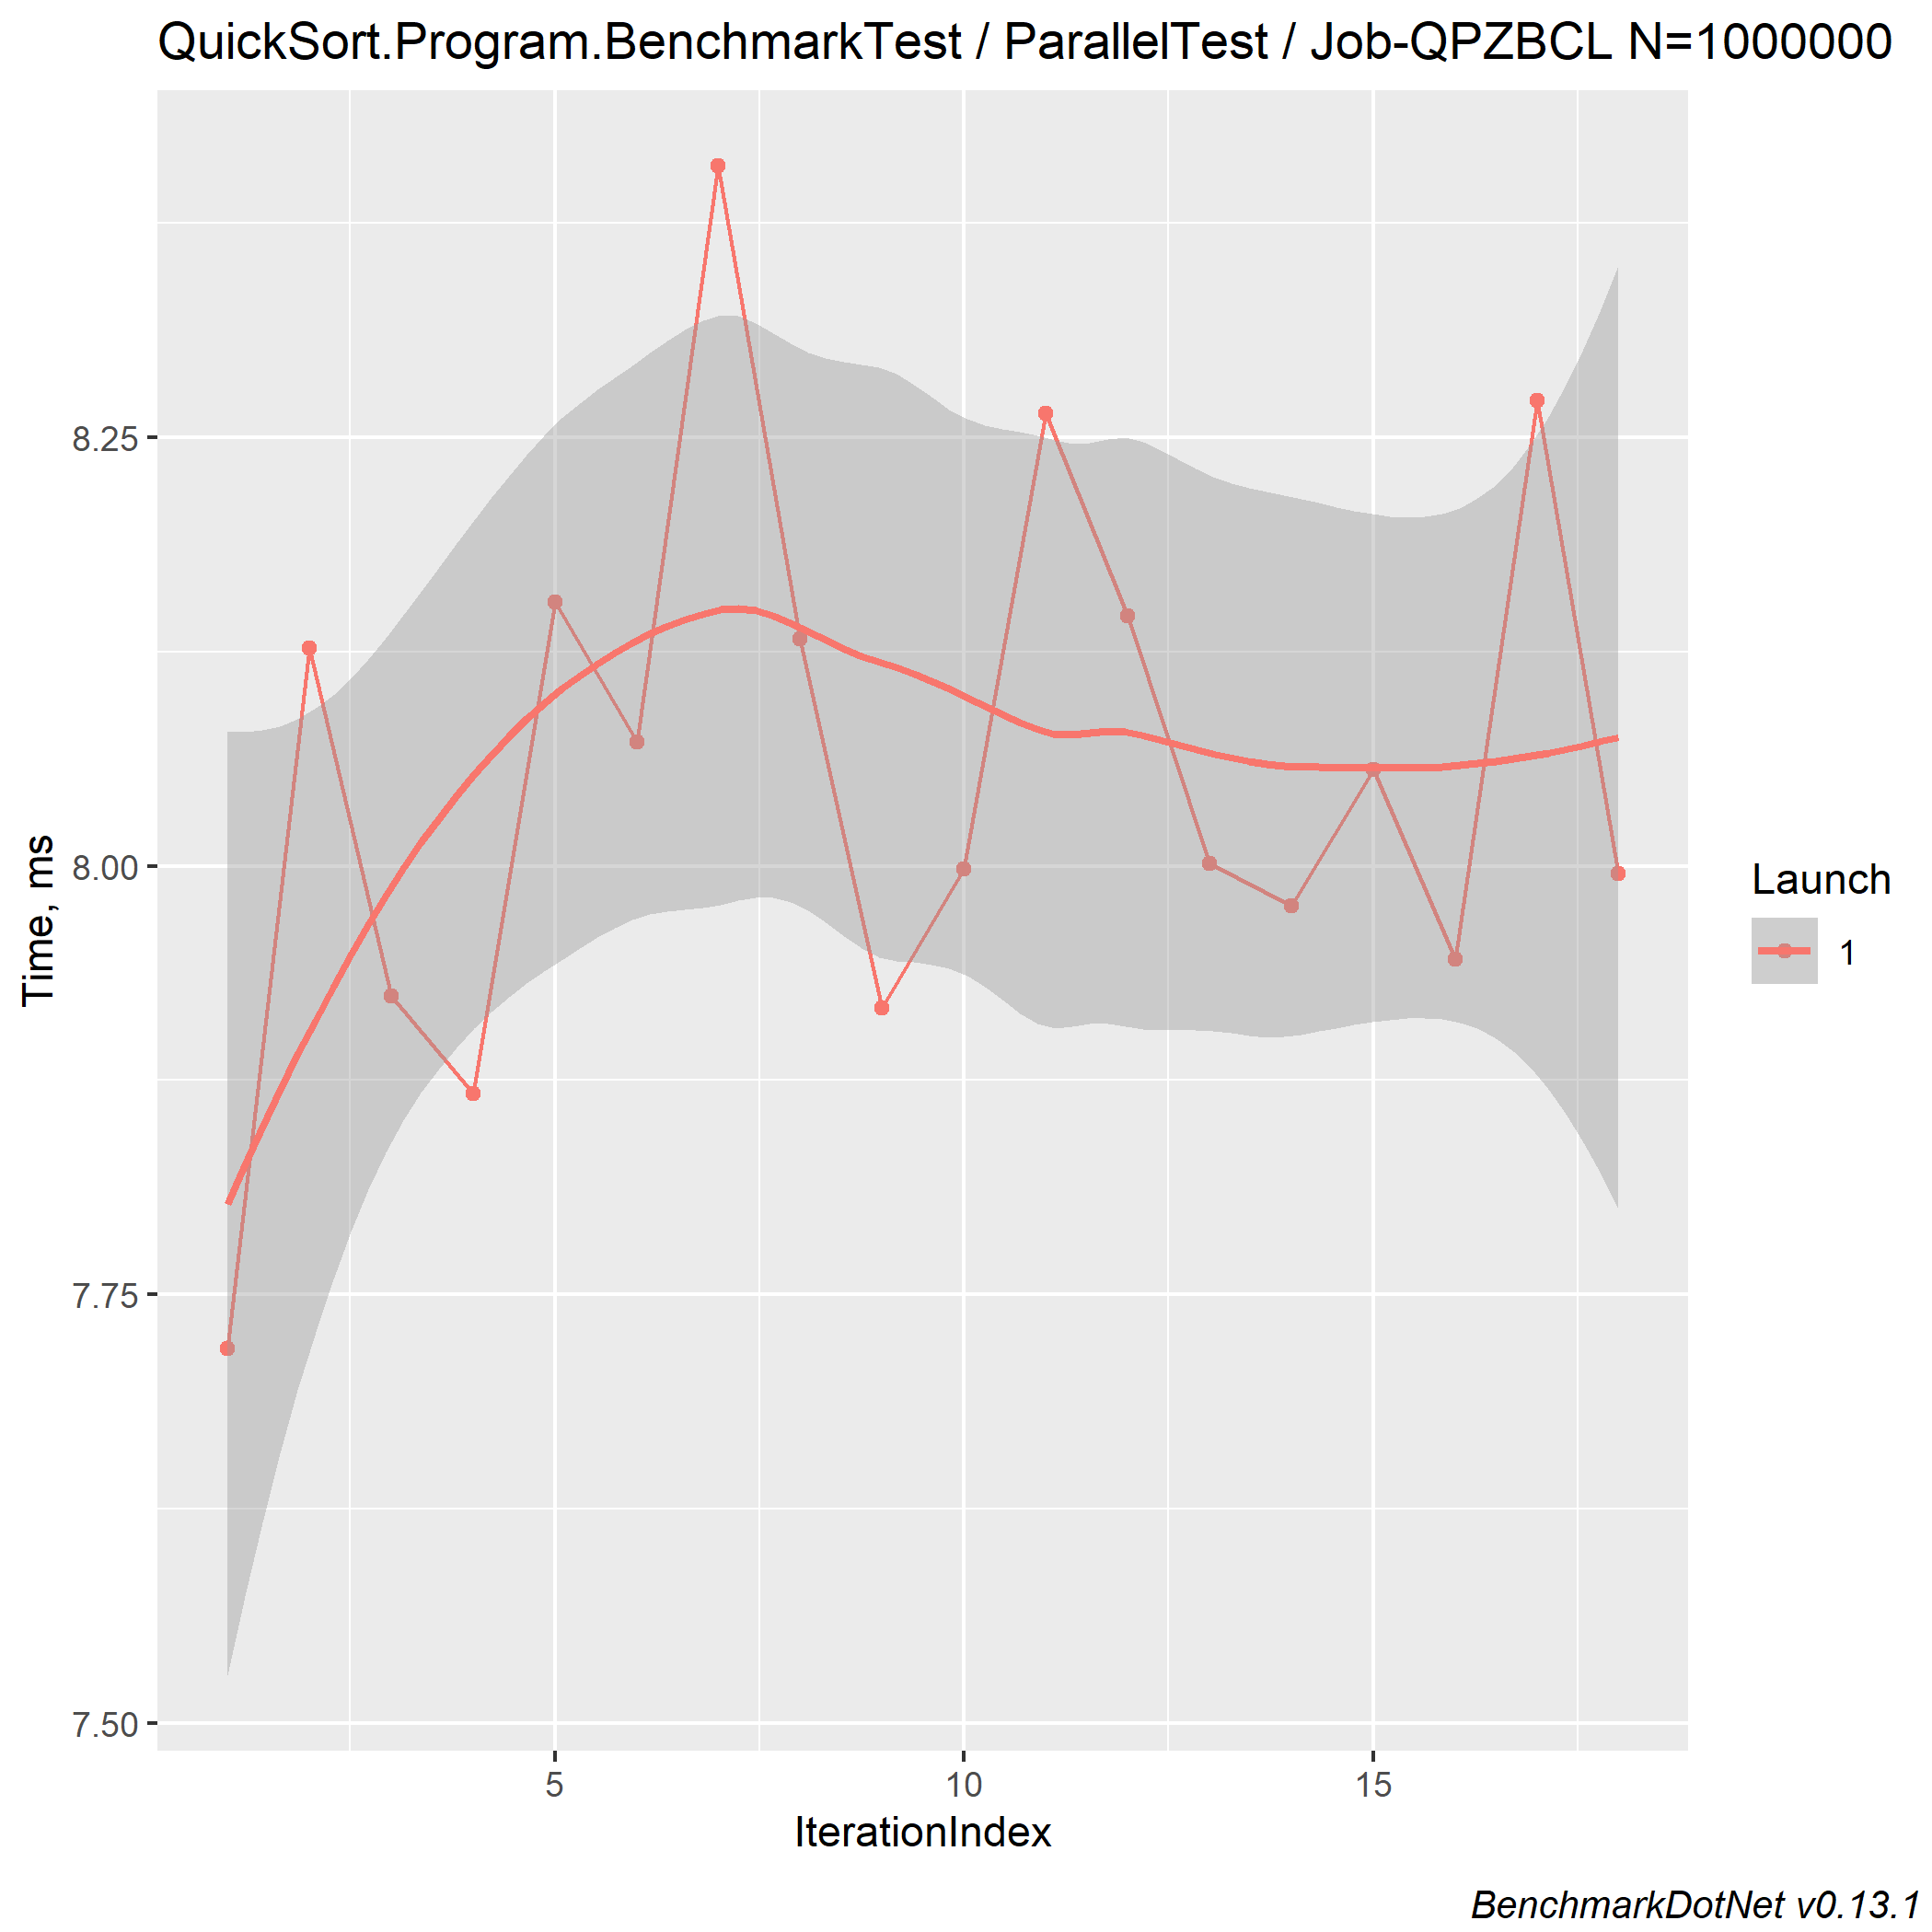 QuickSort.Program.BenchmarkTest / ParallelTest / Job-QPZBCL N=1000000
8.25
8.00
7.75
7.50
Time, ms
5 10 15
IterationIndex
Launch
1
BenchmarkDotNet v0.13.1